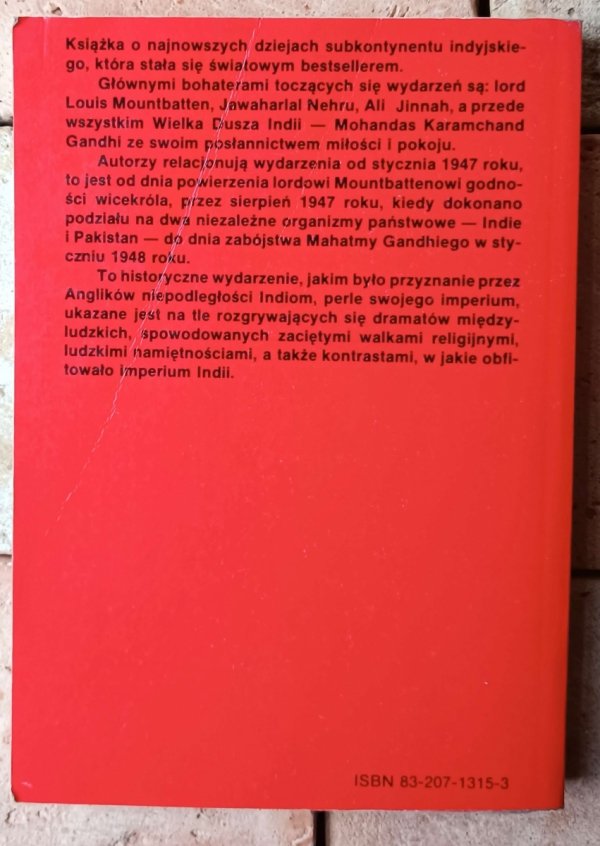 Książka o najnowszych dziejach subkontynentu indyjskie-
go, która stała się światowym bestsellerem.
Głównymi bohaterami toczących się wydarzeń są: lord
Louis Mountbatten, Jawaharlal Nehru, Ali Jinnah, a przede
wszystkim Wielka Dusza Indii — Mohandas Karamchand
Gandhi ze swoim posłannictwem miłości i pokoju.
Autorzy relacjonują wydarzenia od stycznia 1947 roku,
to jest od dnia powierzenia lordowi Mountbattenowi godno-
ści wicekróla, przez sierpień 1947 roku, kiedy dokonano
podziału na dwa niezależne organizmy państwowe — Indie
i Pakistan — do dnia zabójstwa Mahatmy Gandhiego w sty-
czniu 1948 roku.
To historyczne wydarzenie, jakim było przyznanie przez
Anglików niepodległości Indiom, perle swojego imperium,
ukazane jest na tle rozgrywających się dramatów między-
ludzkich, spowodowanych zaciętymi walkami religijnymi,
ludzkimi namiętnościami, a także kontrastami, w jakie obfi-
towało imperium Indii.
ISBN 83-207-1315-3